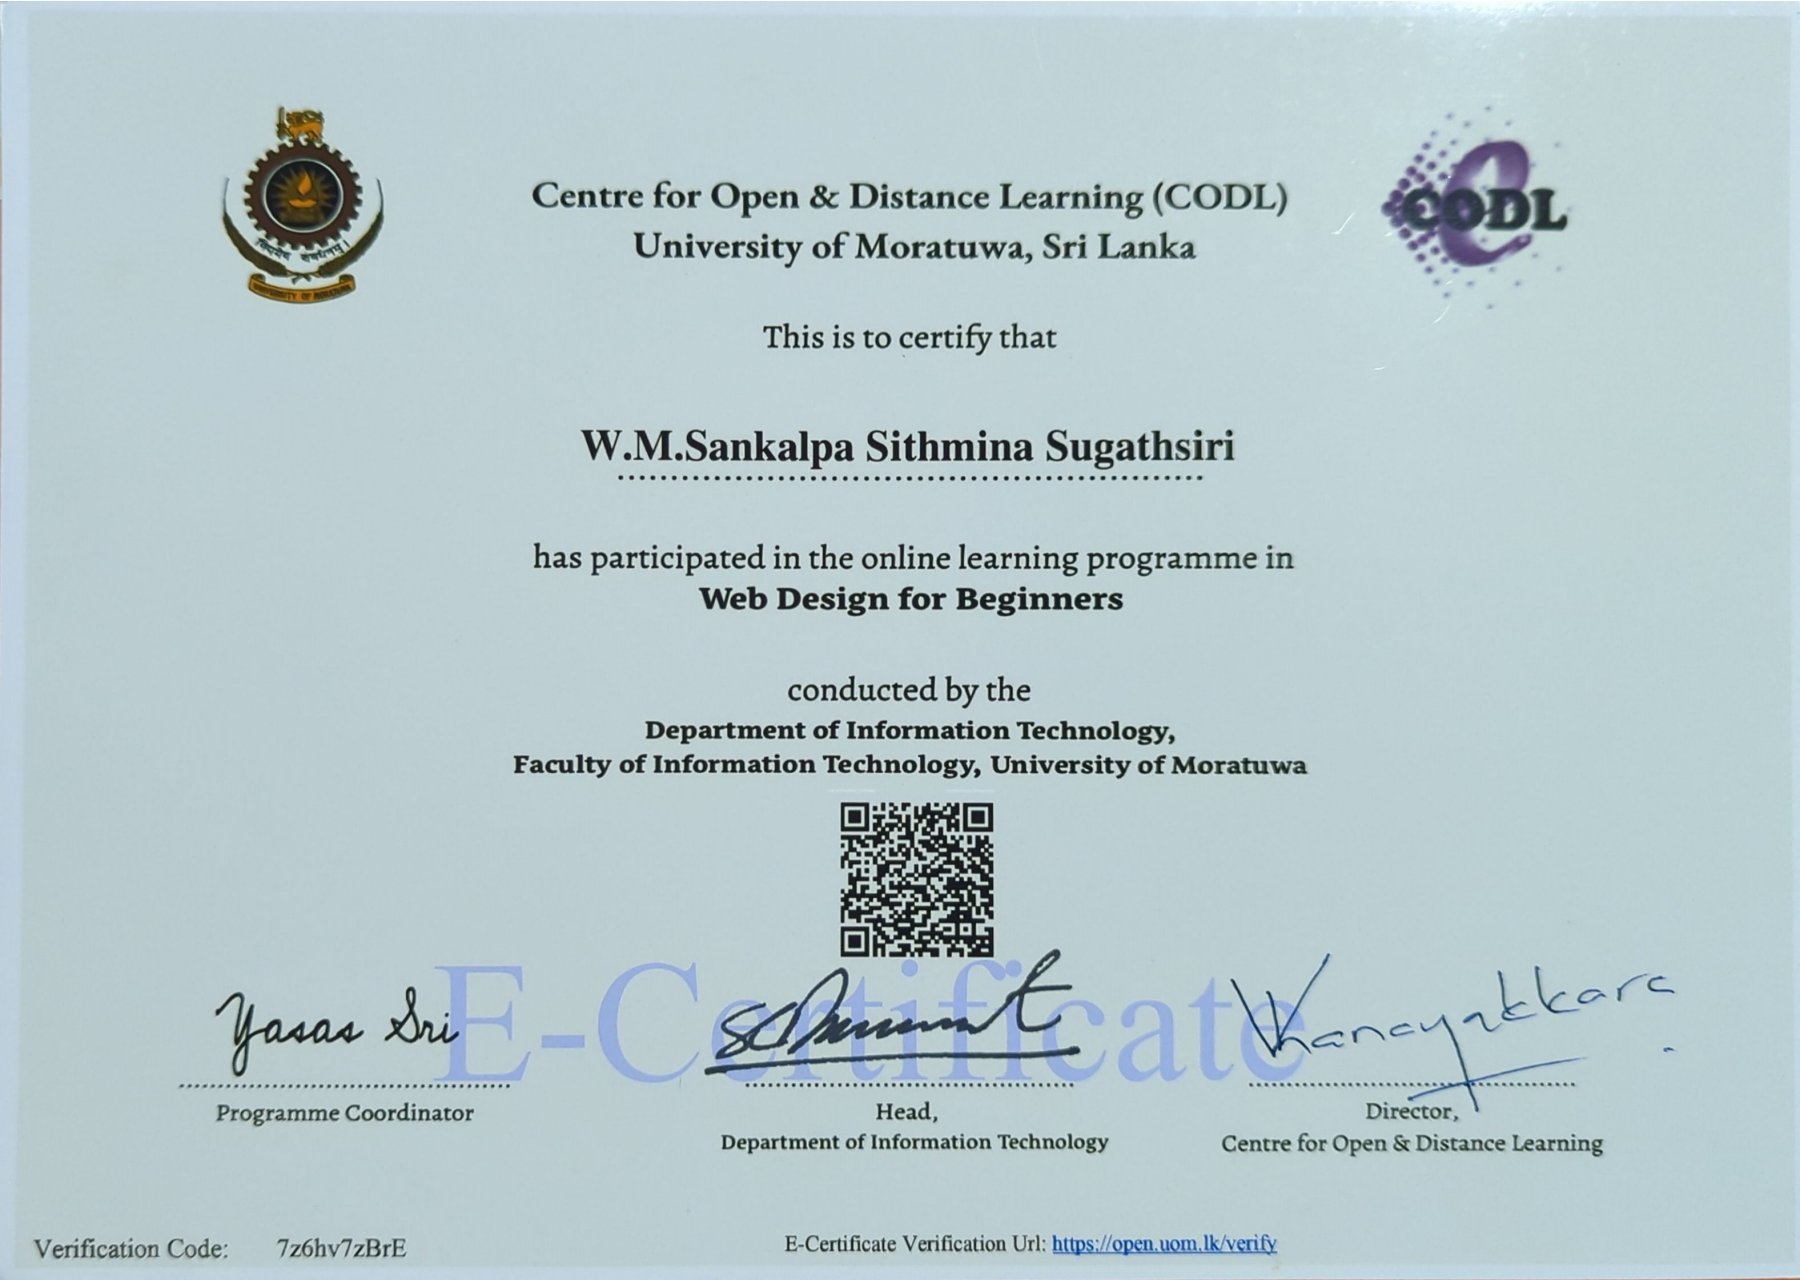 Centre for Open & Distance Learning (CODL)
University of Moratuwa, Sri Lanka
CODL
UNIVERSITY OF MORATUWA
This is to certify that
W.M.Sankalpa Sithmina Sugathsiri
has participated in the online learning programme in
Web Design for Beginners
conducted by the
Department of Information Technology,
Faculty of Information Technology, University of Moratuwa
E-Certificate
Yasas Sri
Programme Coordinator
Head,
Department of Information Technology
Director,
Centre for Open & Distance Learning
Verification Code: 7z6hv7zBrE
E-Certificate Verification Url: https://open.uom.lk/verify